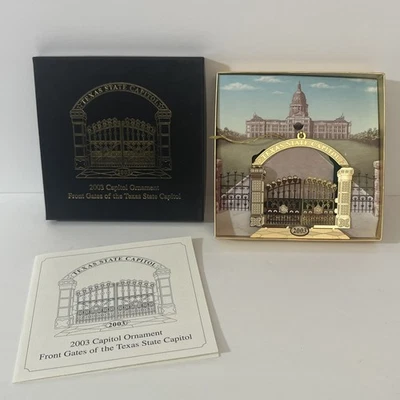 TEXAS STATE CAPITOL
2003 Capitol Ornament
Front Gates of the Texas State Capitol
TEXAS STATE CAPITOL
2003
TEXAS STATE CAPITOL
2003
2003 Capitol Ornament
Front Gates of the Texas State Capitol